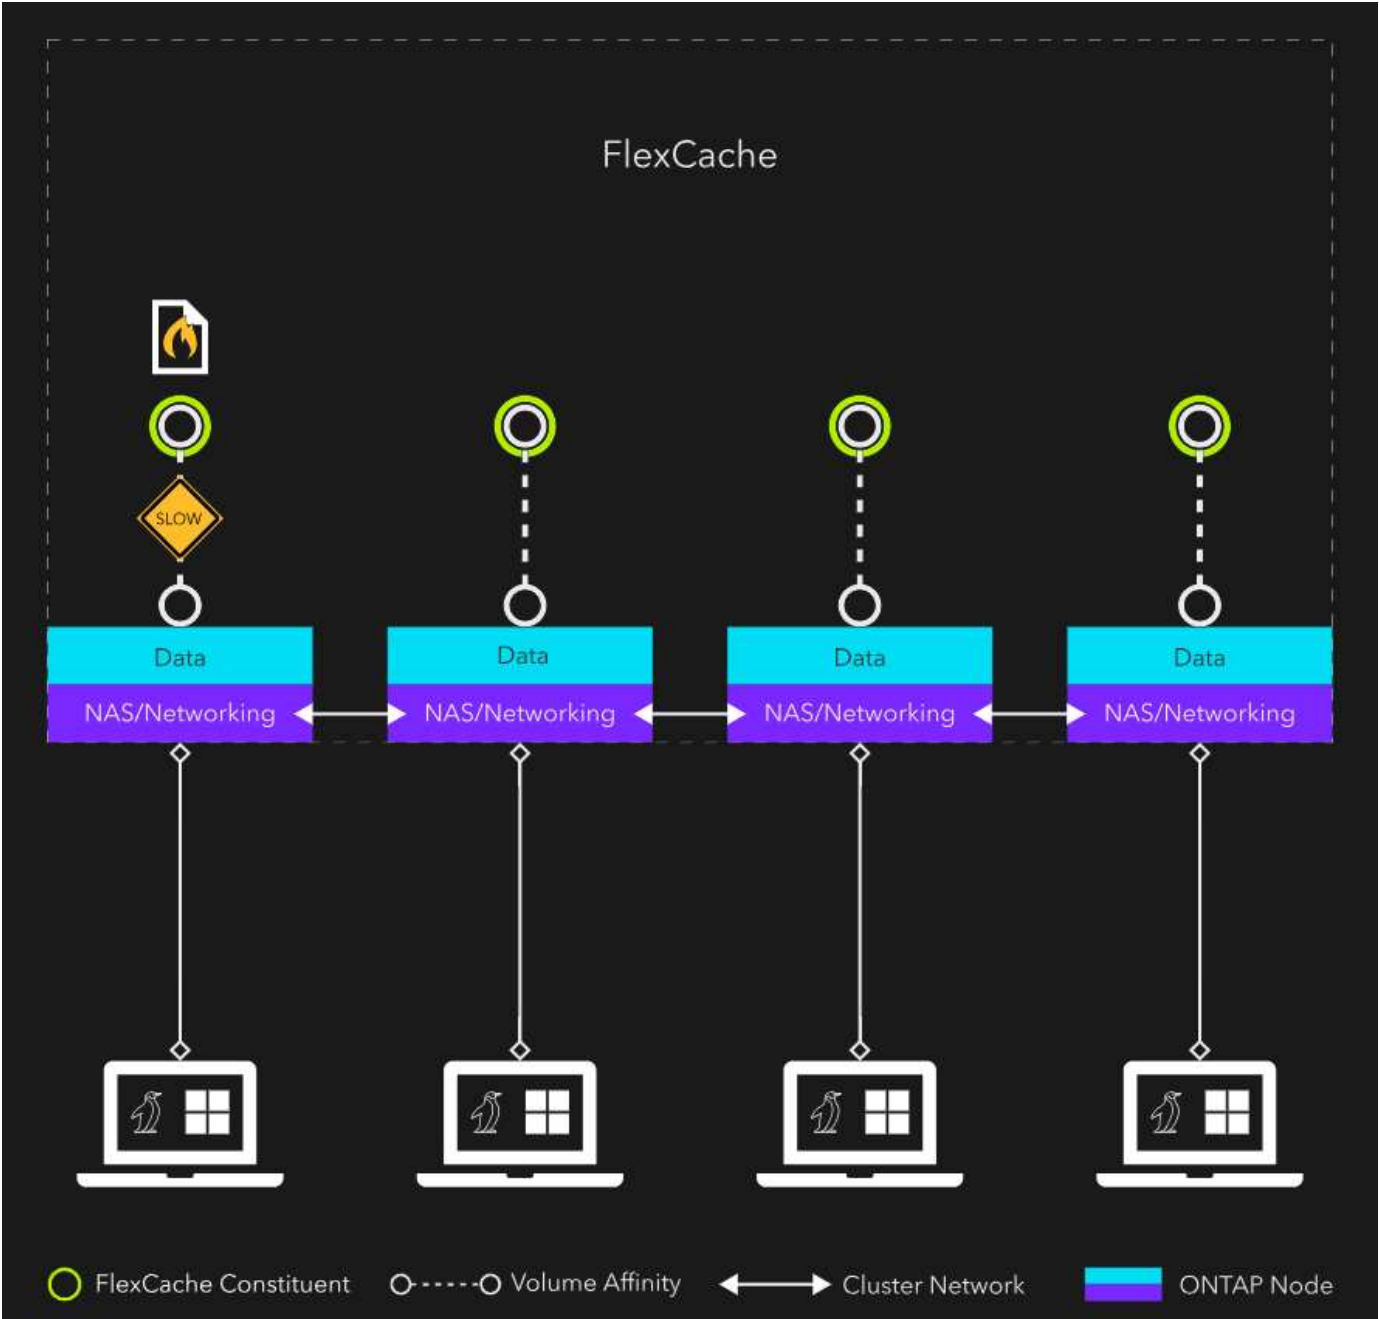 FlexCache
SLOW
Data Data Data Data
NAS/Networking NAS/Networking NAS/Networking NAS/Networking
FlexCache Constituent Volume Affinity Cluster Network ONTAP Node